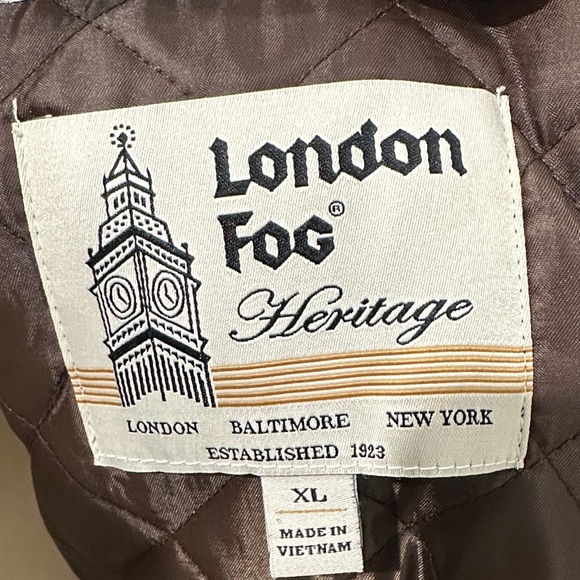 London
Fog®
Heritage
LONDON BALTIMORE NEW YORK
ESTABLISHED 1923
XL
MADE IN
VIETNAM